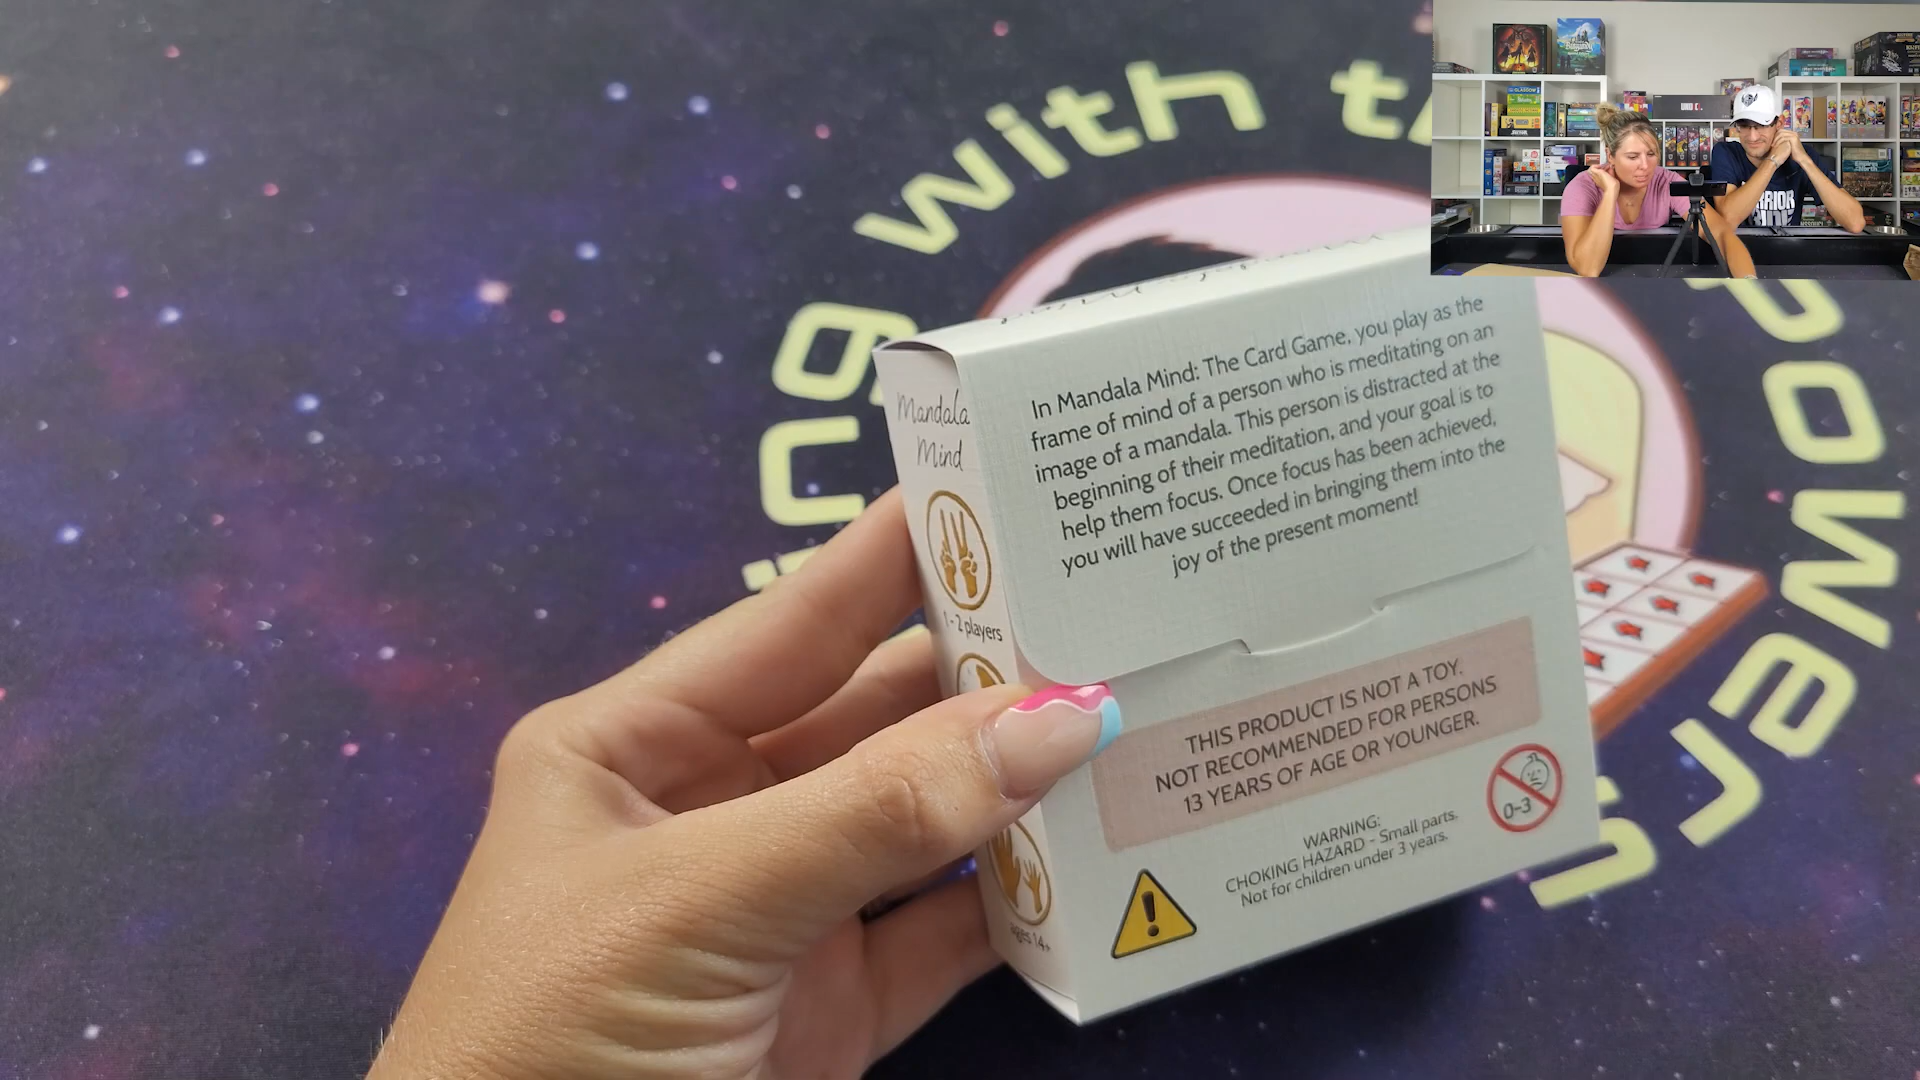 with th
ower
Mandala
Mind
1 - 2 players
ages 14+
In Mandala Mind: The Card Game, you play as the
frame of mind of a person who is meditating on an
image of a mandala. This person is distracted at the
beginning of their meditation, and your goal is to
help them focus. Once focus has been achieved,
you will have succeeded in bringing them into the
joy of the present moment!
THIS PRODUCT IS NOT A TOY.
NOT RECOMMENDED FOR PERSONS
13 YEARS OF AGE OR YOUNGER.
WARNING:
CHOKING HAZARD - Small parts.
Not for children under 3 years.
0-3